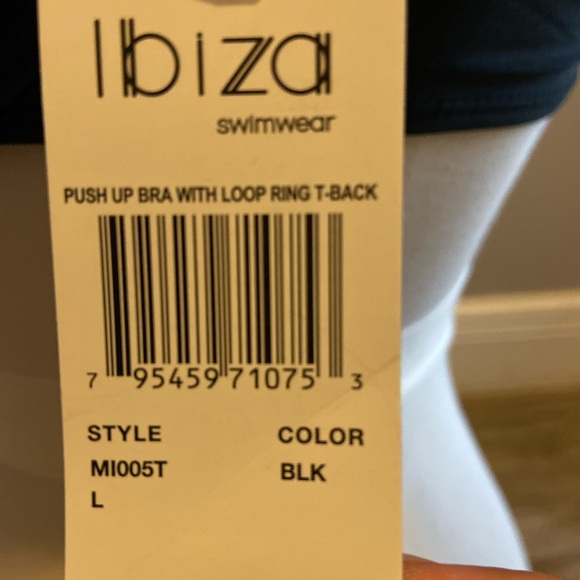 Ibiza
swimwear
PUSH UP BRA WITH LOOP RING T-BACK
7 95459 71075 3
STYLE COLOR
MI005T BLK
L